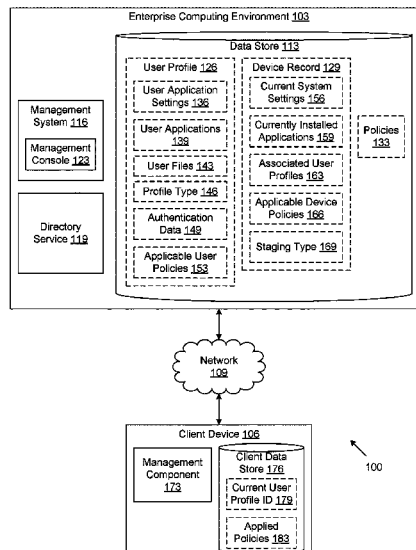 Enterprise Computing Environment 103
Data Store 113
User Profile 126
User Application
Settings 136
User Applications
139
User Files 143
Profile Type 146
Authentication
Data 149
Applicable User
Policies 153
Device Record 129
Current System
Settings 156
Currently Installed
Applications 159
Associated User
Profiles 163
Applicable Device
Policies 166
Staging Type 169
Policies 133
Management
System 116
Management
Console 123
Directory
Service 119
Network
109
Client Device 106
Management
Component
173
Client Data
Store 176
Current User
Profile ID 179
Applied
Policies 183
100